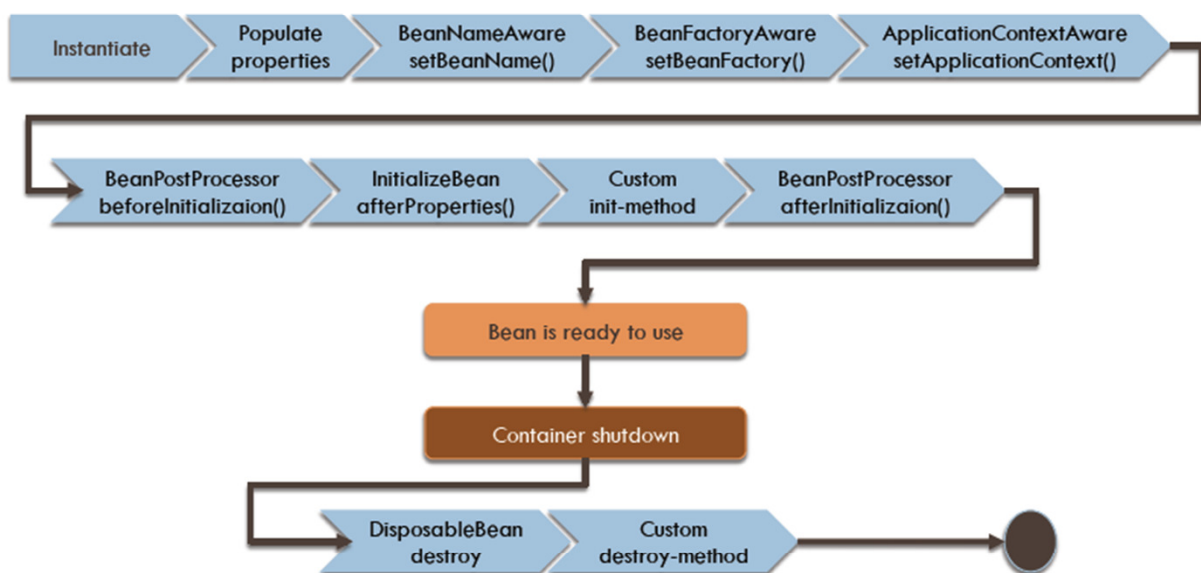 Instantiate
Populate
properties
BeanNameAware
setBeanName()
BeanFactoryAware
setBeanFactory()
ApplicationContextAware
setApplicationContext()
BeanPostProcessor
beforeInitializaion()
InitializeBean
afterProperties()
Custom
init-method
BeanPostProcessor
afterInitializaion()
Bean is ready to use
Container shutdown
DisposableBean
destroy
Custom
destroy-method